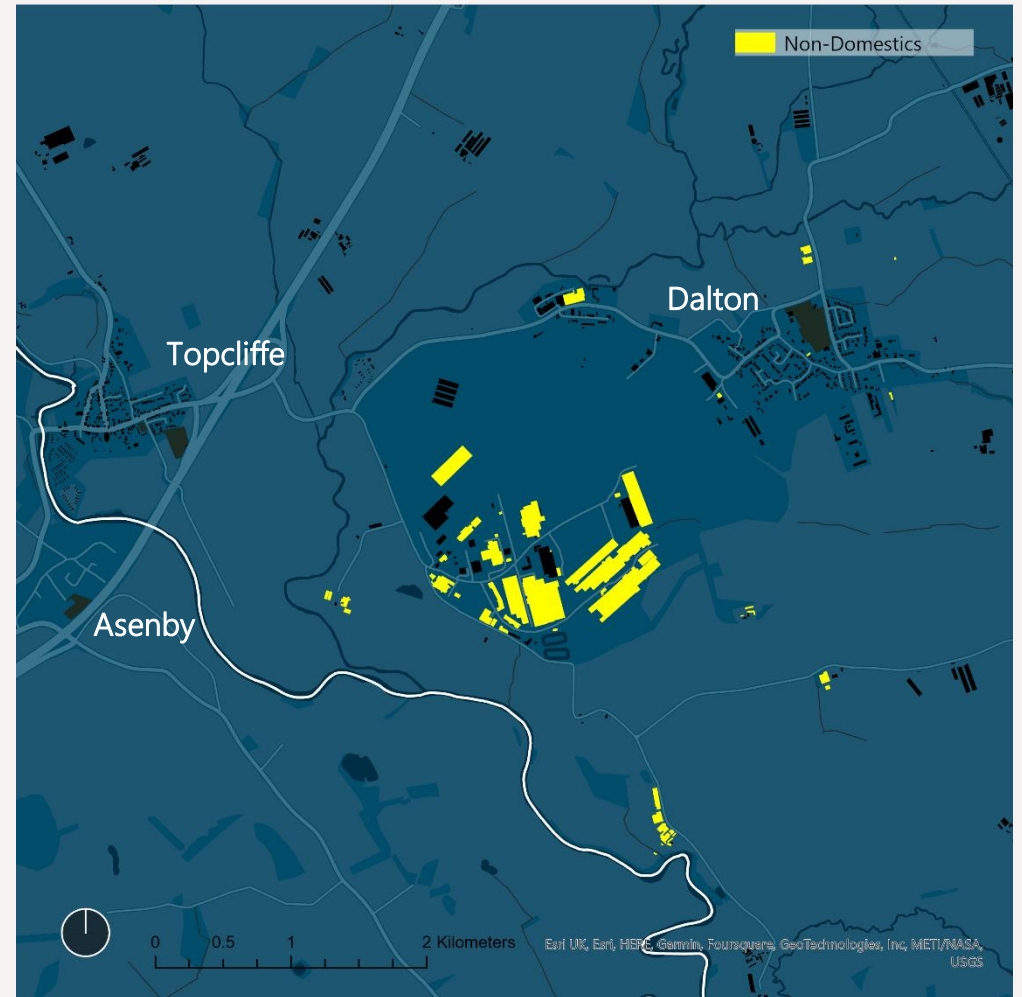 Non-Domestics
Dalton
Topcliffe
Asenby
0 0.5 1 2 Kilometers
Esri UK, Esri, HERE, Garmin, Foursquare, GeoTechnologies, Inc, METI/NASA,
USGS